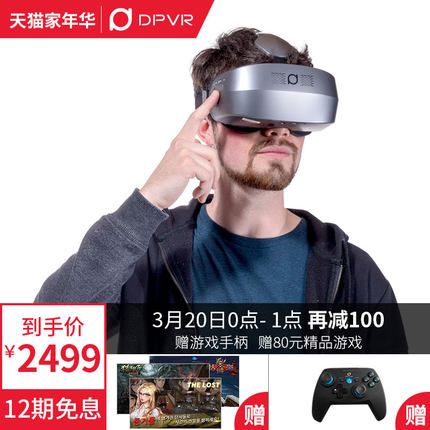 天猫家年华 DPVR
3月20日0点- 1点 再减100
赠游戏手柄 赠80元精品游戏
到手价
¥2499
12期免息
THE LOST
赠
赠